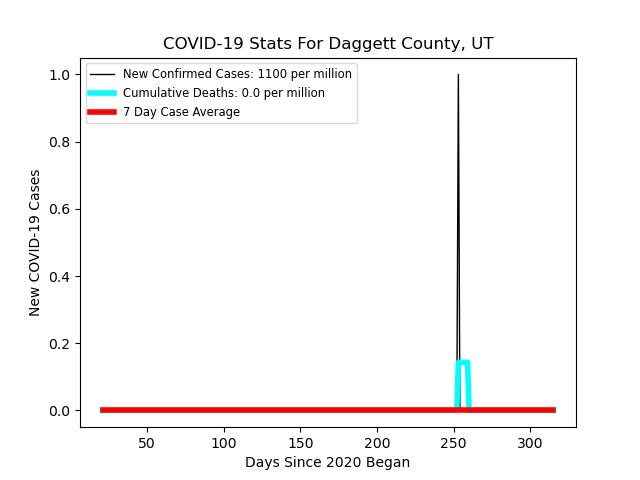 COVID-19 Stats For Daggett County, UT
New Confirmed Cases: 1100 per million
Cumulative Deaths: 0.0 per million
7 Day Case Average
1.0
0.8
0.6
0.4
0.2
0.0
New COVID-19 Cases
50 100 150 200 250 300
Days Since 2020 Began